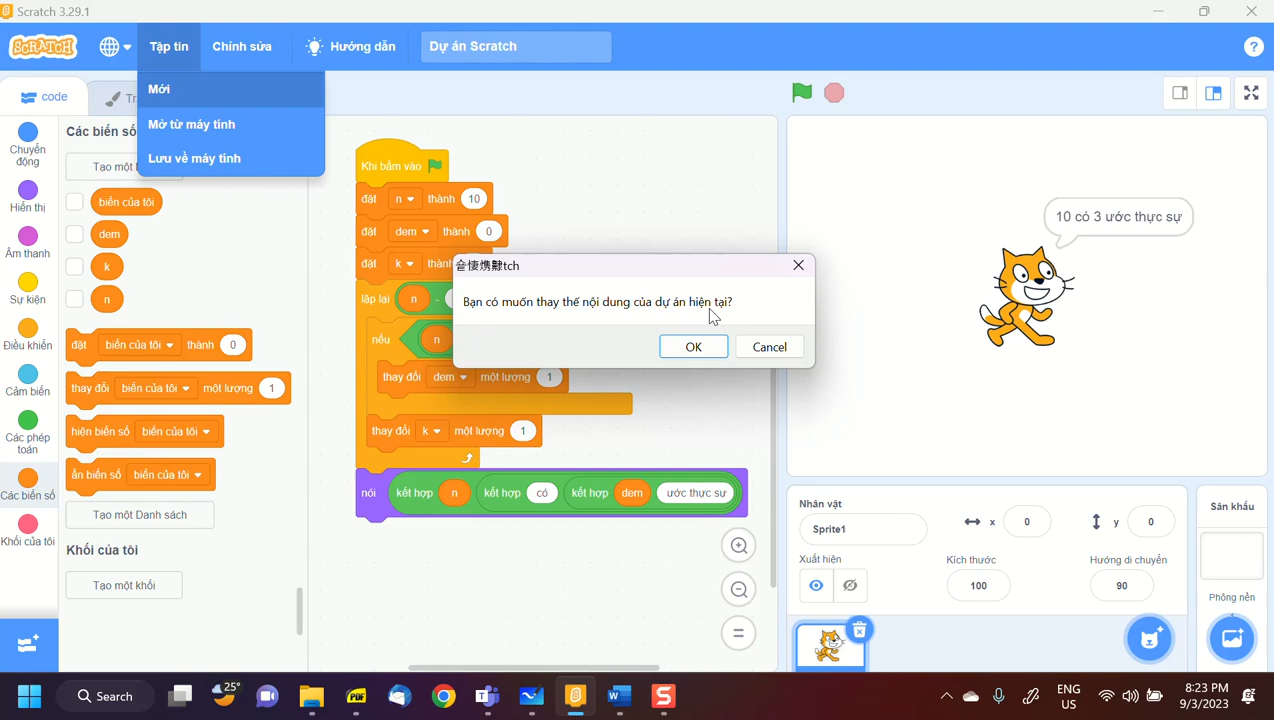 Scratch 3.29.1
SCRATCH
Tập tin
Chỉnh sửa
Hướng dẫn
Dự án Scratch
?
Mới
Mở từ máy tính
Lưu về máy tính
code
Tr
Chuyển động
Hiển thị
Âm thanh
Sự kiện
Điều khiển
Cảm biến
Các phép toán
Các biến số
Khối của tôi
Các biến số
Tạo một
biến của tôi
dem
k
n
đặt biến của tôi thành 0
thay đổi biến của tôi một lượng 1
hiện biến số biến của tôi
ẩn biến số biến của tôi
Tạo một Danh sách
Khối của tôi
Tạo một khối
Khi bấm vào
đặt n thành 10
đặt dem thành 0
đặt k thành
lặp lại n -
nếu n
thay đổi dem một lượng 1
thay đổi k một lượng 1
nói kết hợp n kết hợp có kết hợp dem ước thực sự
tch
Bạn có muốn thay thế nội dung của dự án hiện tại?
OK
Cancel
10 có 3 ước thực sự
Nhân vật
Sprite1
x 0
y 0
Xuất hiện
Kích thước
100
Hướng di chuyển
90
Sân khấu
Phông nền
25°
Search
PDF
W
S
ENG
US
8:23 PM
9/3/2023